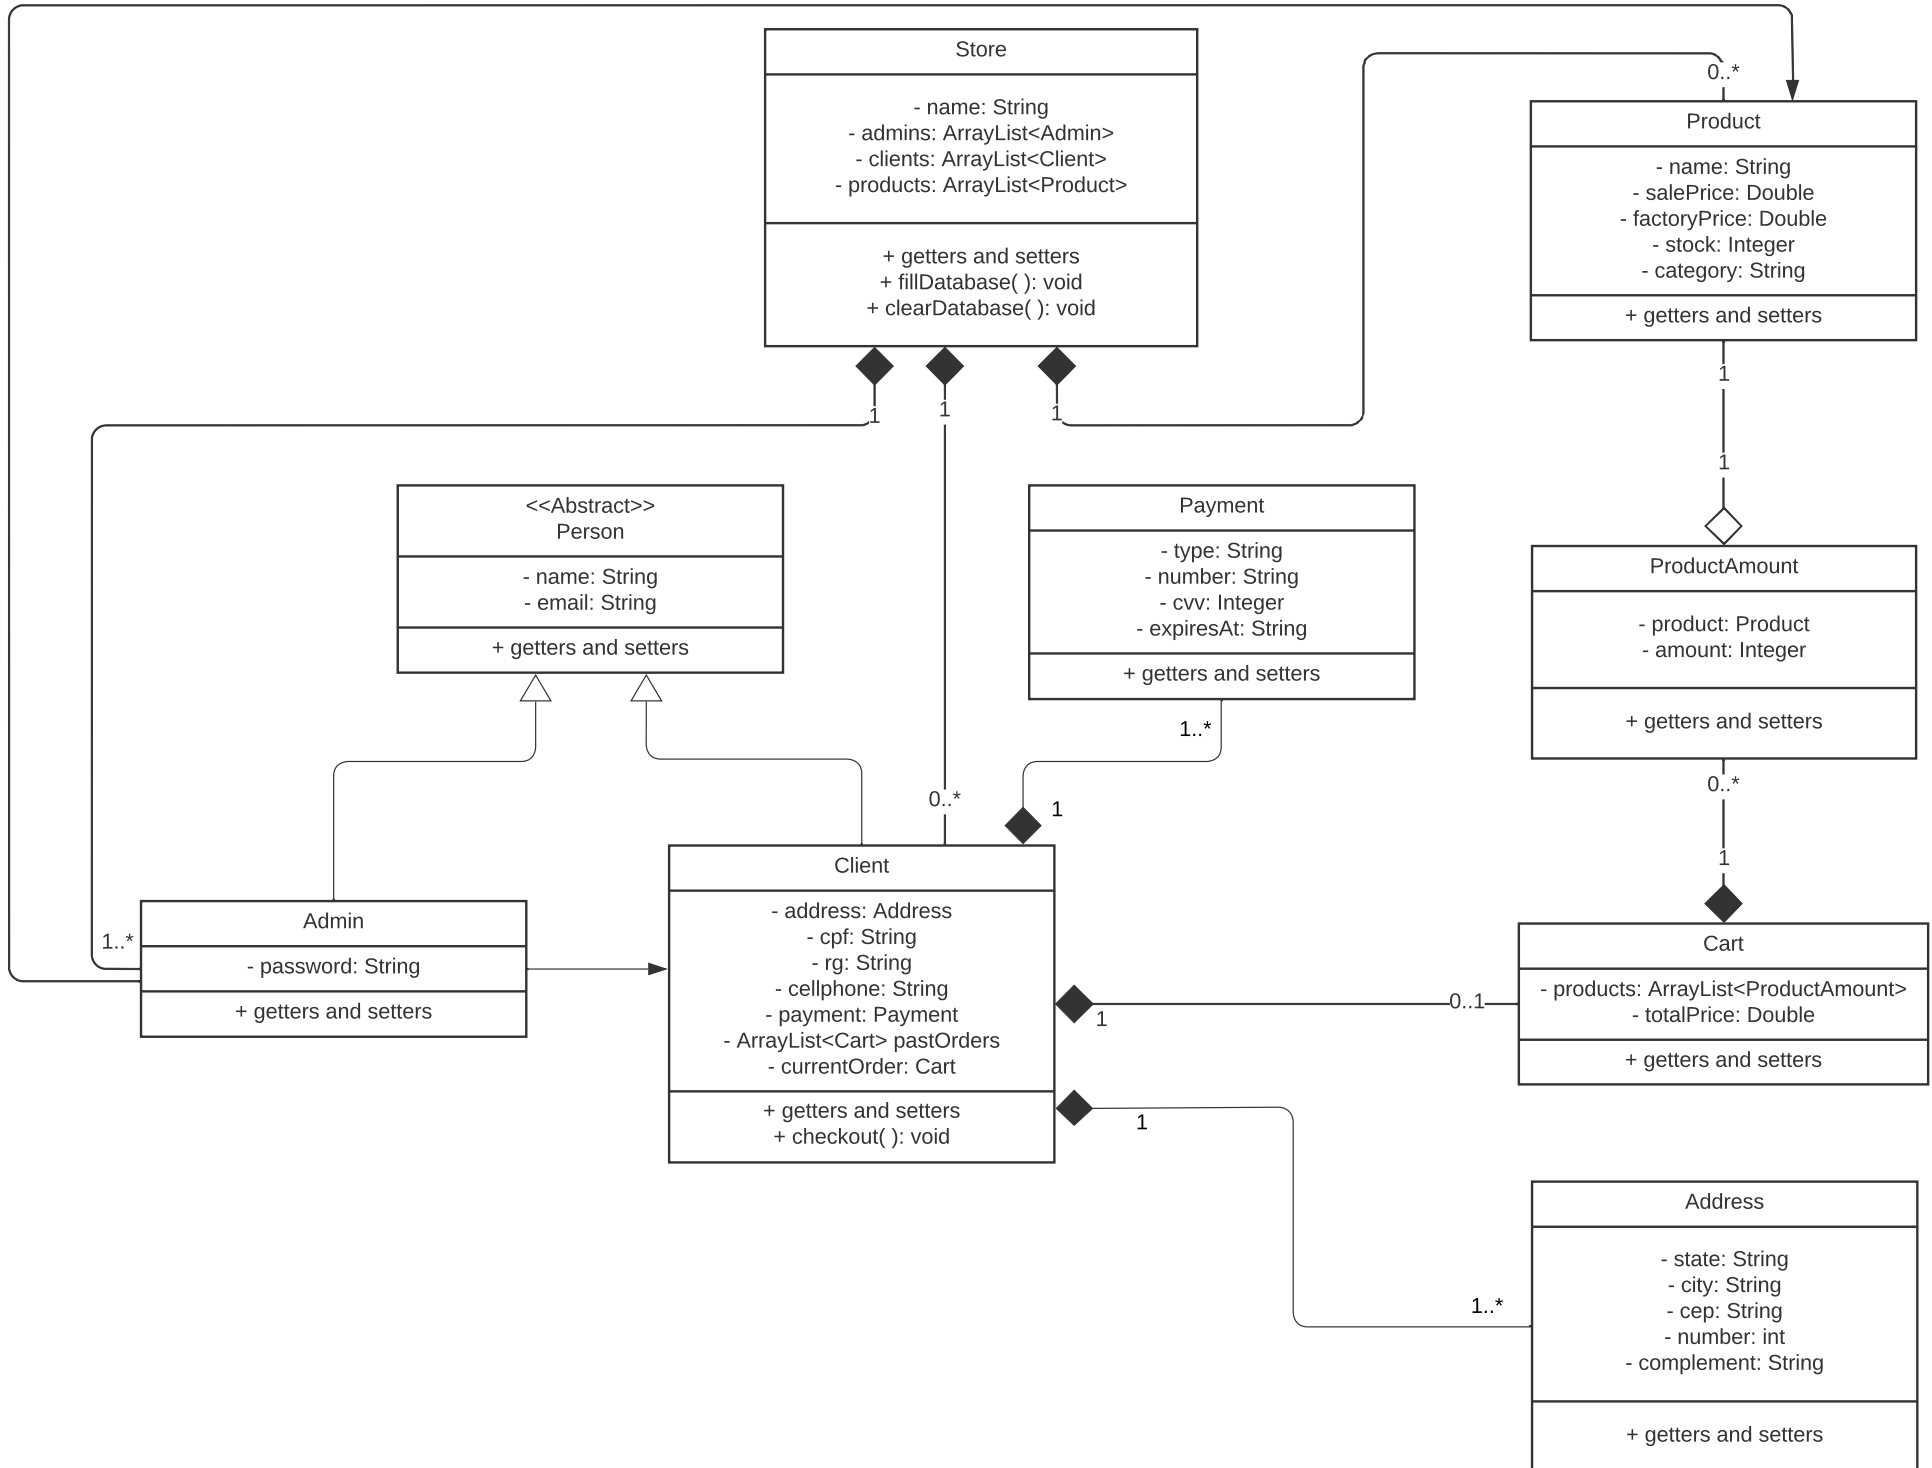 Store
- name: String
- admins: ArrayList<Admin>
- clients: ArrayList<Client>
- products: ArrayList<Product>
+ getters and setters
+ fillDatabase( ): void
+ clearDatabase( ): void
1
1
1
0..*
Product
- name: String
- salePrice: Double
- factoryPrice: Double
- stock: Integer
- category: String
+ getters and setters
1
1
<<Abstract>>
Person
- name: String
- email: String
+ getters and setters
Payment
- type: String
- number: String
- cvv: Integer
- expiresAt: String
+ getters and setters
1..*
1
ProductAmount
- product: Product
- amount: Integer
+ getters and setters
0..*
1
0..*
1..*
Admin
- password: String
+ getters and setters
Client
- address: Address
- cpf: String
- rg: String
- cellphone: String
- payment: Payment
- ArrayList<Cart> pastOrders
- currentOrder: Cart
+ getters and setters
+ checkout( ): void
1
0..1
Cart
- products: ArrayList<ProductAmount>
- totalPrice: Double
+ getters and setters
1
1..*
Address
- state: String
- city: String
- cep: String
- number: int
- complement: String
+ getters and setters